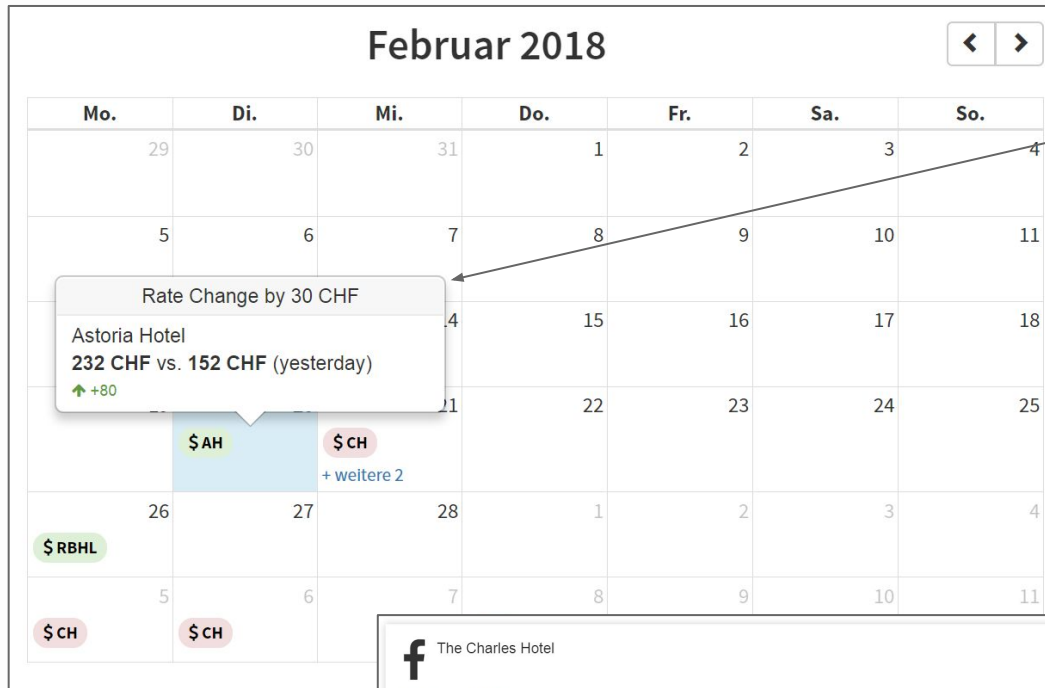 Februar 2018
Mo. Di. Mi. Do. Fr. Sa. So.
29 30 31 1 2 3 4
5 6 7 8 9 10 11
Rate Change by 30 CHF
Astoria Hotel
232 CHF vs. 152 CHF (yesterday)
+80
14 15 16 17 18
21 22 23 24 25
$ AH $ CH
+ weitere 2
26 27 28 1 2 3 4
$ RBHL
5 6 7 8 9 10 11
$ CH $ CH
The Charles Hotel